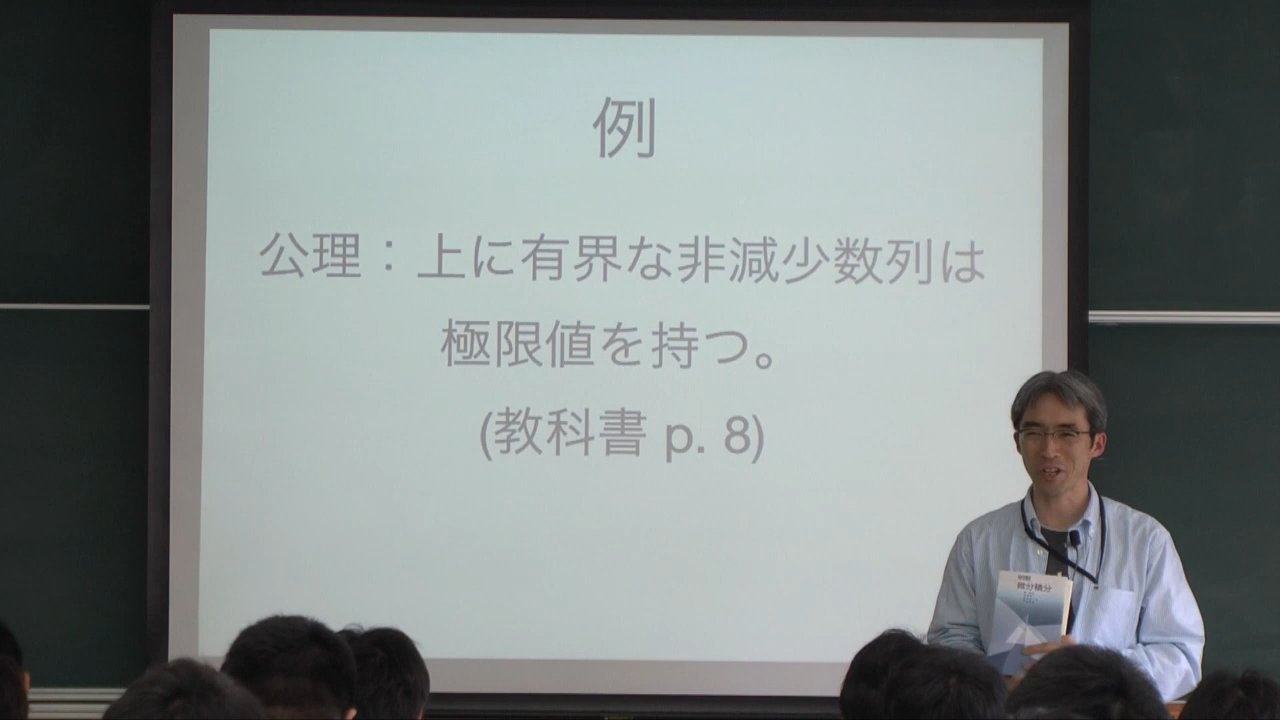 例
公理：上に有界な非減少数列は
極限値を持つ。
(教科書 p. 8)
微分積分